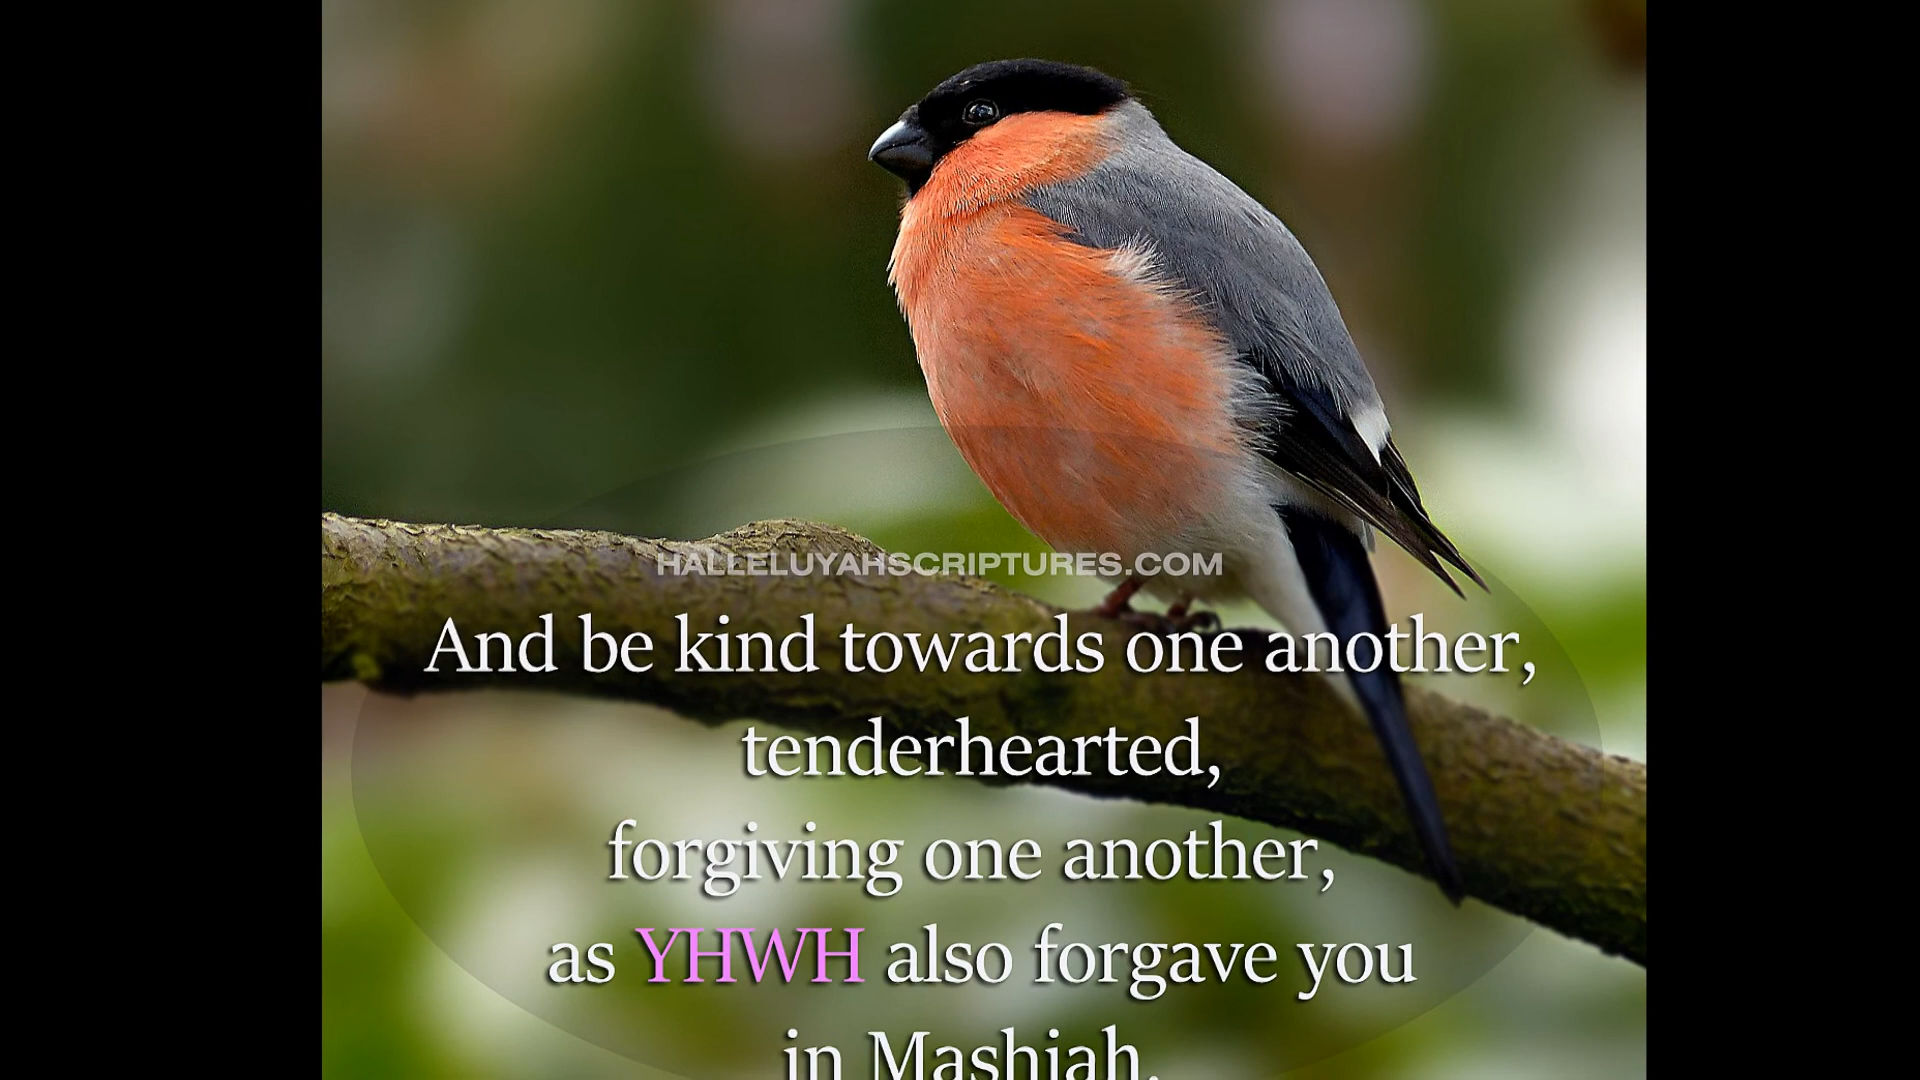 HALLELUYAHSCRIPTURES.COM
And be kind towards one another,
tenderhearted,
forgiving one another,
as YHWH also forgave you
in Mashiah.